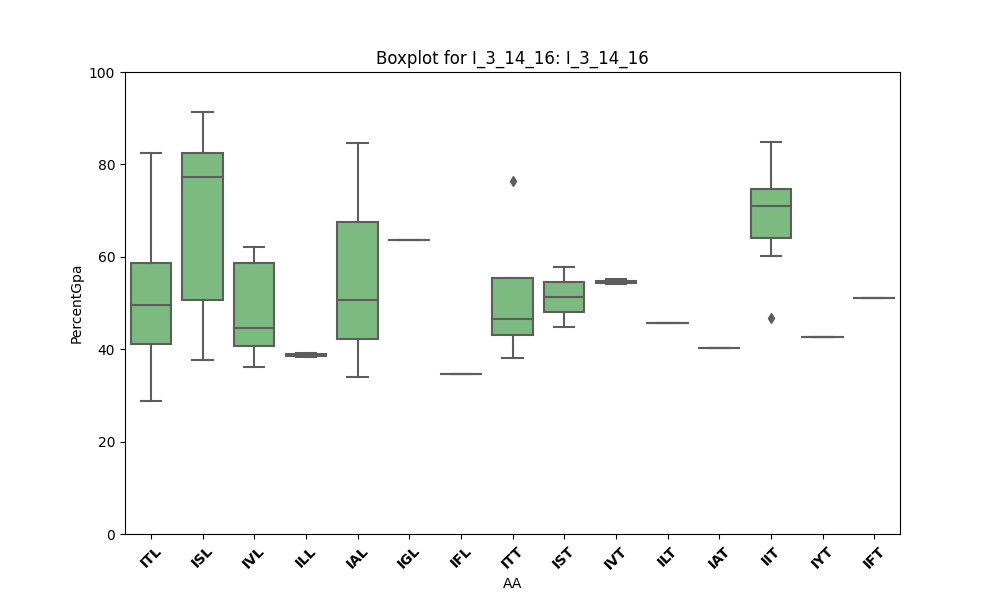 Boxplot for I_3_14_16: I_3_14_16
100
80
60
40
20
0
PercentGpa
ITL ISL IVL ILL IAL IGL IFL ITT IST IVT ILT IAT IIT IYT IFT
AA